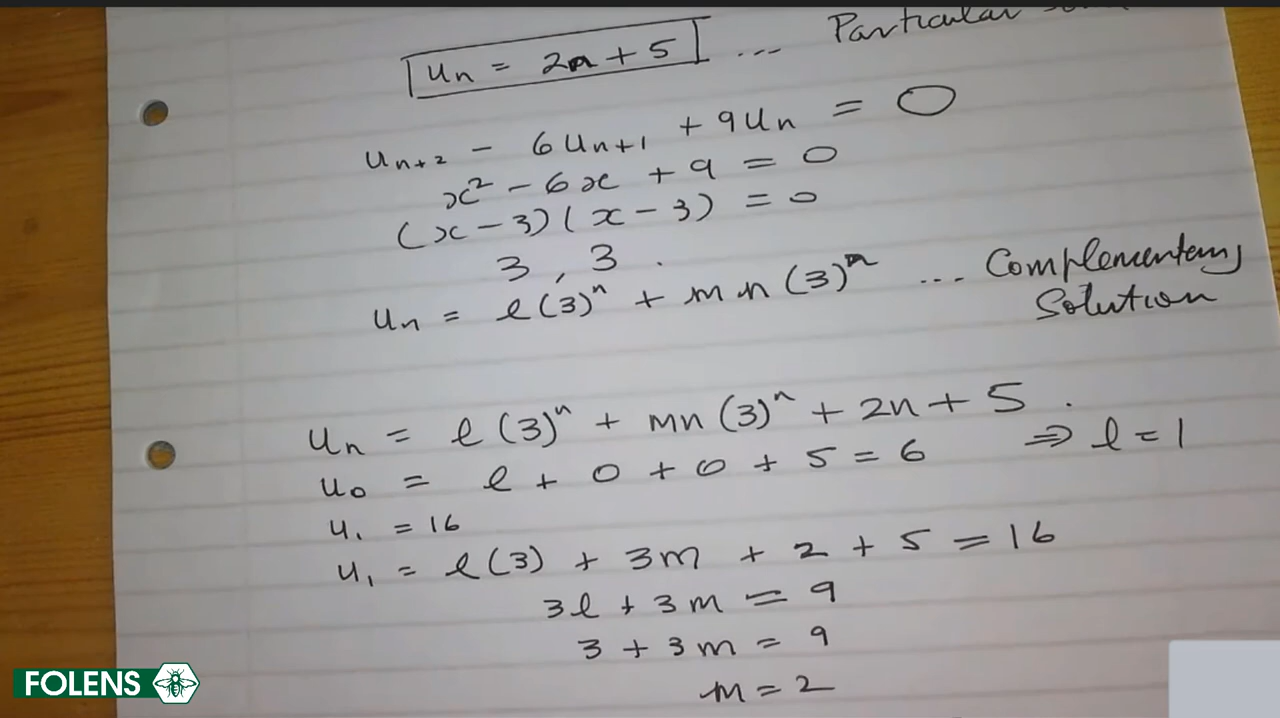 uₙ = 2n + 5 ... Particular
uₙ₊₂ - 6uₙ₊₁ + 9uₙ = 0
x² - 6x + 9 = 0
(x - 3)(x - 3) = 0
3 , 3 .
uₙ = l(3)ⁿ + mn(3)ⁿ ... Complementary
Solution
uₙ = l(3)ⁿ + mn(3)ⁿ + 2n + 5 .
u₀ = l + 0 + 0 + 5 = 6 ⇒ l = 1
u₁ = 16
u₁ = l(3) + 3m + 2 + 5 = 16
3l + 3m = 9
3 + 3m = 9
m = 2
FOLENS